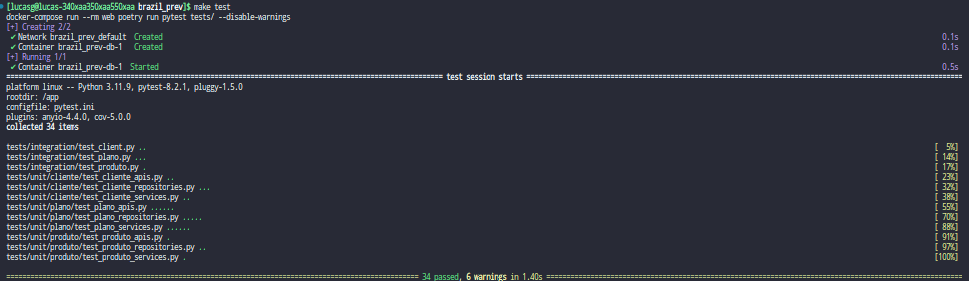 [lucasg@lucas-340xaa350xaa550xaa brazil_prev]$ make test
docker-compose run --rm web poetry run pytest tests/ --disable-warnings
[+] Creating 2/2
✔ Network brazil_prev_default Created 0.1s
✔ Container brazil_prev-db-1 Created 0.1s
[+] Running 1/1
✔ Container brazil_prev-db-1 Started 0.5s
test session starts
platform linux -- Python 3.11.9, pytest-8.2.1, pluggy-1.5.0
rootdir: /app
configfile: pytest.ini
plugins: anyio-4.4.0, cov-5.0.0
collected 34 items
tests/integration/test_client.py .. [ 5%]
tests/integration/test_plano.py ... [ 14%]
tests/integration/test_produto.py . [ 17%]
tests/unit/cliente/test_cliente_apis.py .. [ 23%]
tests/unit/cliente/test_cliente_repositories.py ... [ 32%]
tests/unit/cliente/test_cliente_services.py .. [ 38%]
tests/unit/plano/test_plano_apis.py ...... [ 55%]
tests/unit/plano/test_plano_repositories.py ..... [ 70%]
tests/unit/plano/test_plano_services.py ...... [ 88%]
tests/unit/produto/test_produto_apis.py . [ 91%]
tests/unit/produto/test_produto_repositories.py .. [ 97%]
tests/unit/produto/test_produto_services.py . [100%]
34 passed, 6 warnings in 1.40s